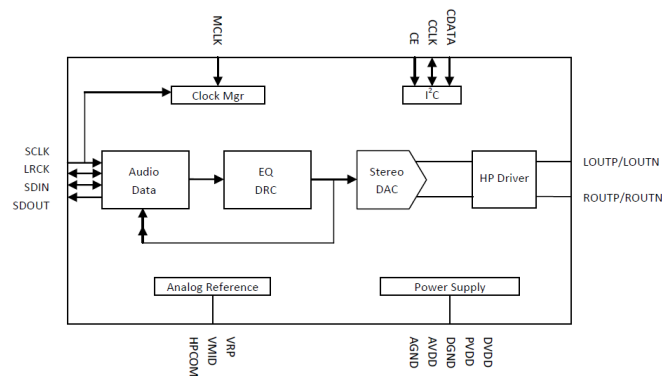 MCLK
CE
CCLK
CDATA
Clock Mgr
I²C
SCLK
LRCK
SDIN
SDOUT
Audio
Data
EQ
DRC
Stereo
DAC
HP Driver
LOUTP/LOUTN
ROUTP/ROUTN
Analog Reference
Power Supply
HPCOM
VMID
VRP
AGND
AVDD
DGND
PVDD
DVDD